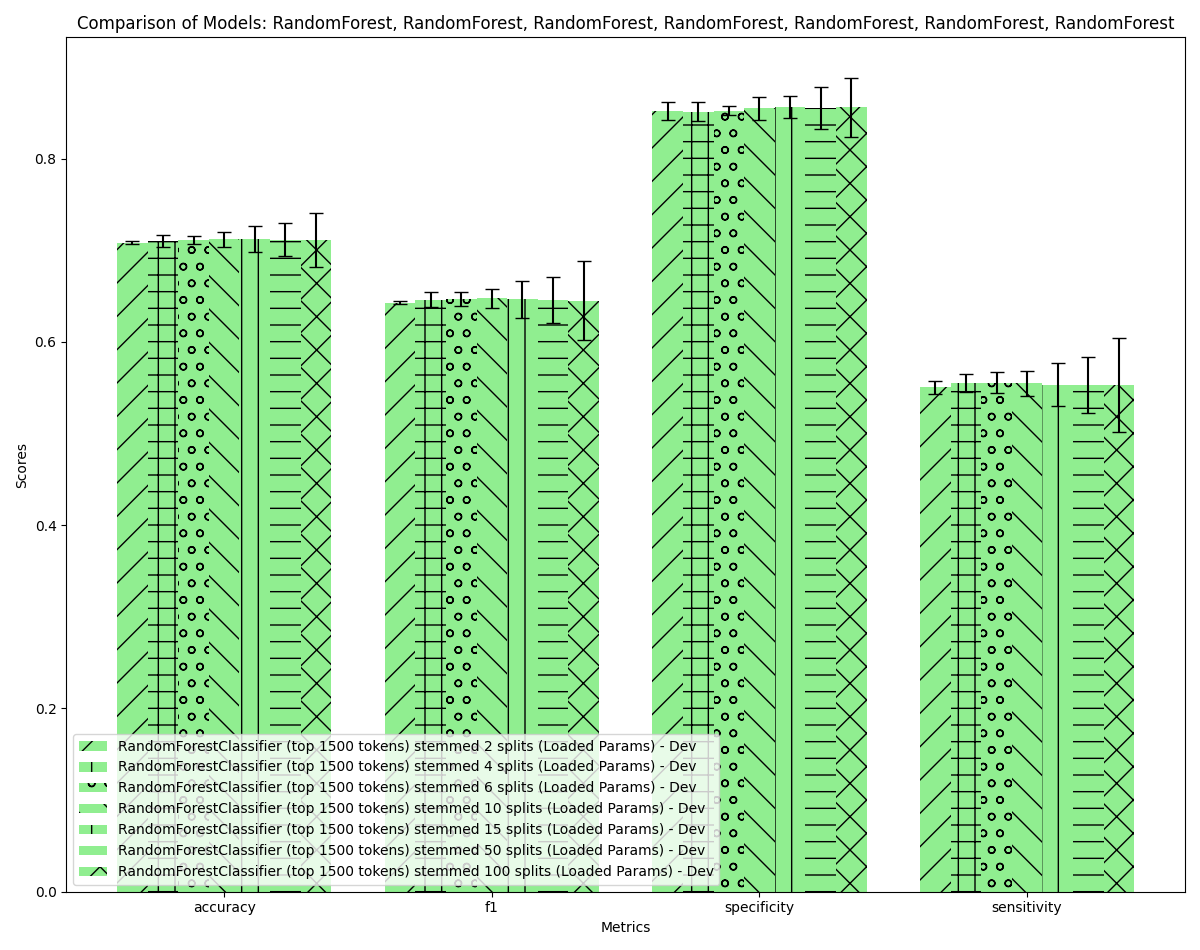 Comparison of Models: RandomForest, RandomForest, RandomForest, RandomForest, RandomForest, RandomForest, RandomForest
Scores
0.8
0.6
0.4
0.2
0.0
RandomForestClassifier (top 1500 tokens) stemmed 2 splits (Loaded Params) - Dev
RandomForestClassifier (top 1500 tokens) stemmed 4 splits (Loaded Params) - Dev
RandomForestClassifier (top 1500 tokens) stemmed 6 splits (Loaded Params) - Dev
RandomForestClassifier (top 1500 tokens) stemmed 10 splits (Loaded Params) - Dev
RandomForestClassifier (top 1500 tokens) stemmed 15 splits (Loaded Params) - Dev
RandomForestClassifier (top 1500 tokens) stemmed 50 splits (Loaded Params) - Dev
RandomForestClassifier (top 1500 tokens) stemmed 100 splits (Loaded Params) - Dev
accuracy f1 specificity sensitivity
Metrics